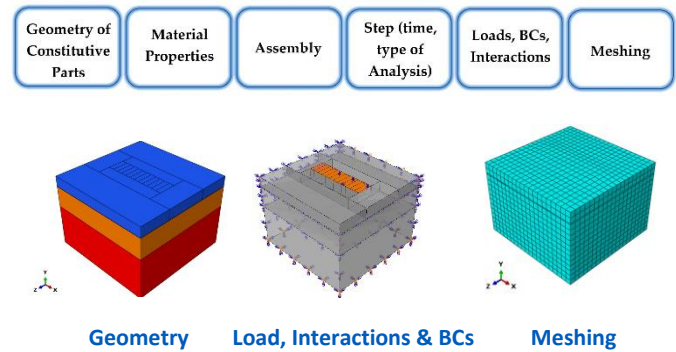 Geometry of
Constitutive
Parts
Material
Properties
Assembly
Step (time,
type of
Analysis)
Loads, BCs,
Interactions
Meshing
Y
Z
X
Y
Z
X
Y
Z
X
Geometry
Load, Interactions & BCs
Meshing